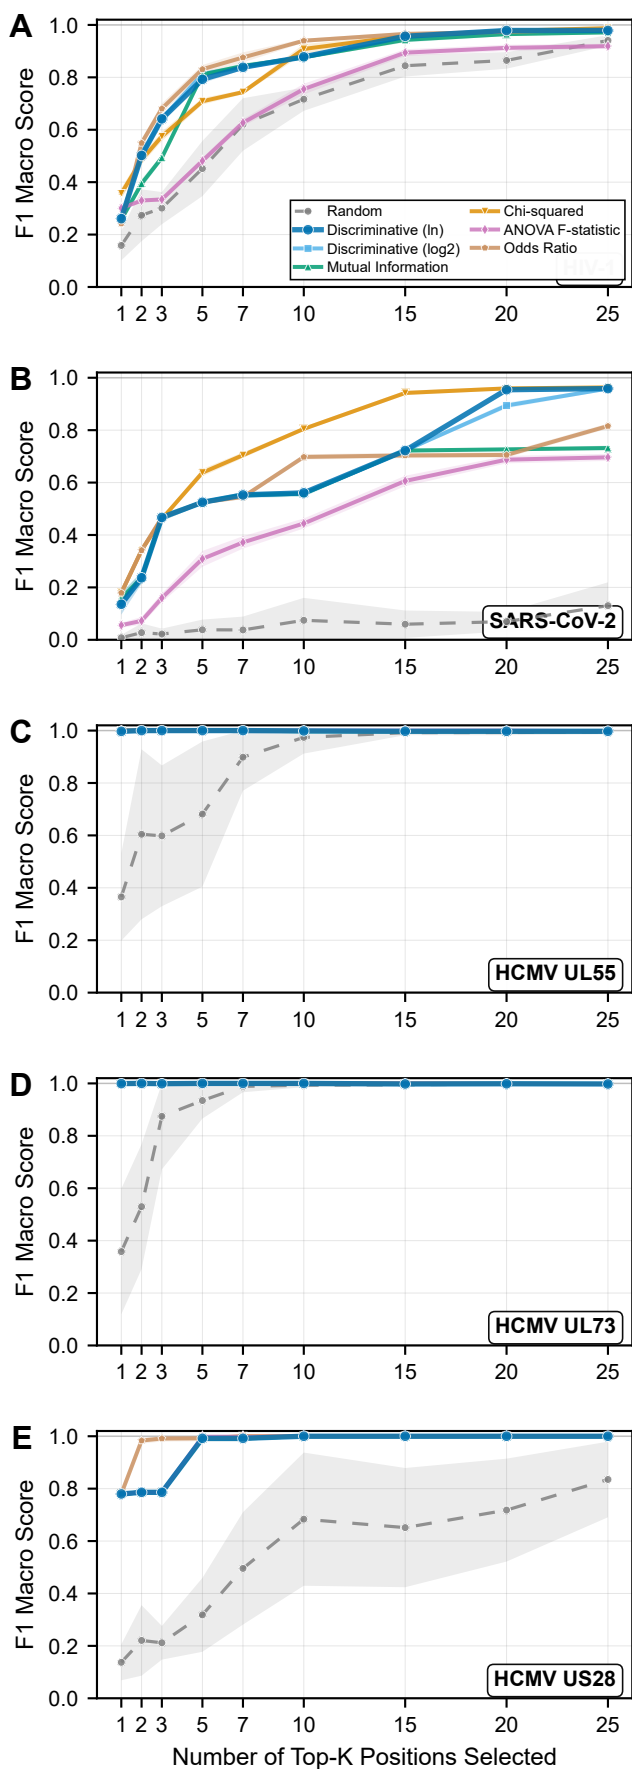 A
F1 Macro Score
1.0
0.8
0.6
0.4
0.2
0.0
Random
Discriminative (ln)
Discriminative (log2)
Mutual Information
Chi-squared
ANOVA F-statistic
Odds Ratio
HIV-1
1 2 3 5 7 10 15 20 25
B
F1 Macro Score
1.0
0.8
0.6
0.4
0.2
0.0
SARS-CoV-2
1 2 3 5 7 10 15 20 25
C
F1 Macro Score
1.0
0.8
0.6
0.4
0.2
0.0
HCMV UL55
1 2 3 5 7 10 15 20 25
D
F1 Macro Score
1.0
0.8
0.6
0.4
0.2
0.0
HCMV UL73
1 2 3 5 7 10 15 20 25
E
F1 Macro Score
1.0
0.8
0.6
0.4
0.2
0.0
HCMV US28
1 2 3 5 7 10 15 20 25
Number of Top-K Positions Selected